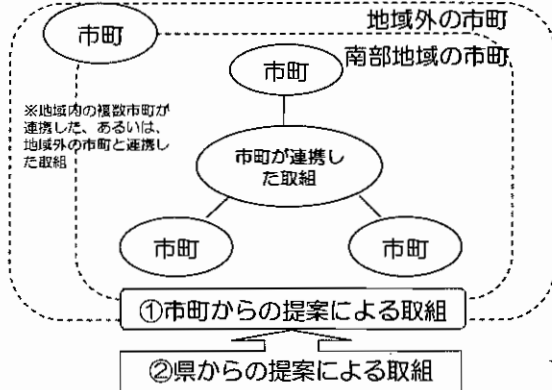 地域外の市町
市町
南部地域の市町
市町
※地域内の複数市町が
連携した、あるいは、
地域外の市町と連携し
た取組
市町が連携し
た取組
市町
市町
①市町からの提案による取組
②県からの提案による取組